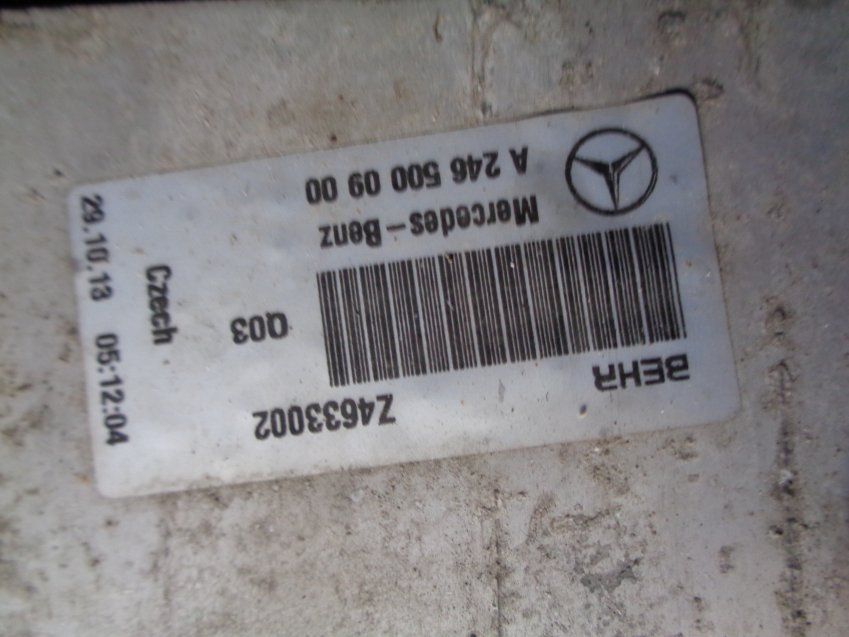 BEHR Z4633002
Q03
Mercedes-Benz
A 246 500 09 00
Czech
29.10.13 05:12:04